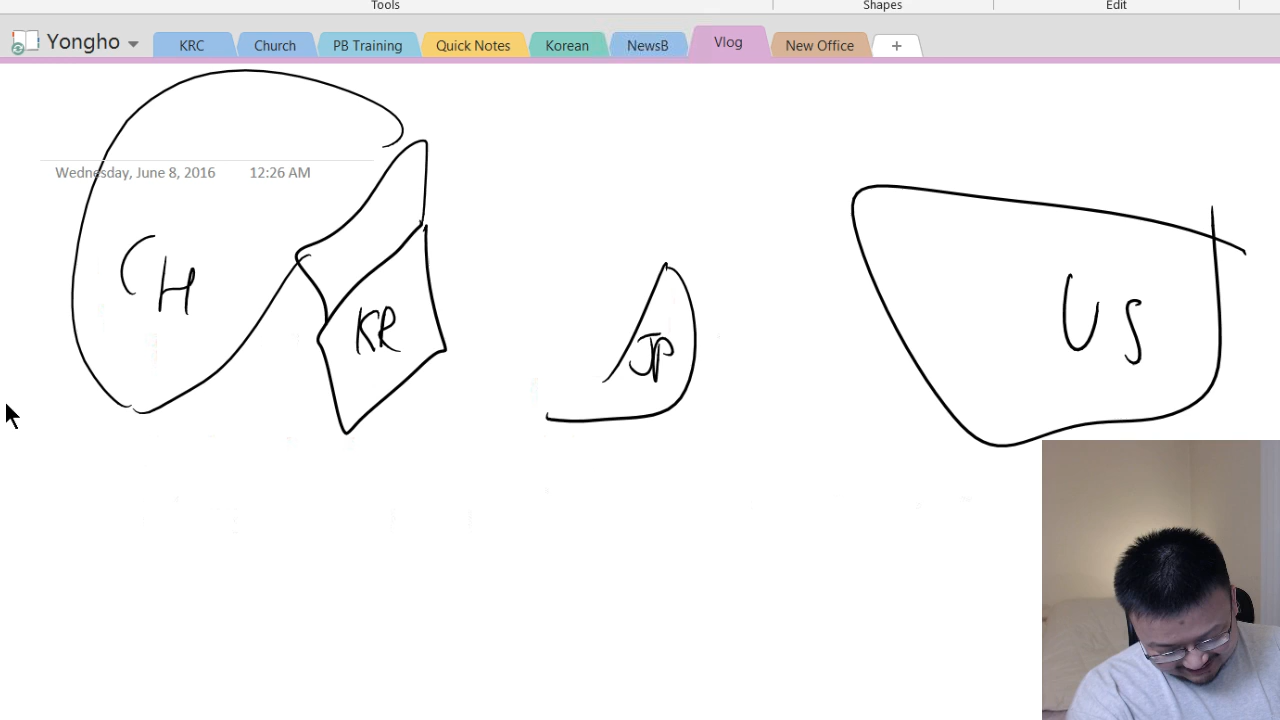 Tools Shapes Edit
Yongho KRC Church PB Training Quick Notes Korean NewsB Vlog New Office +
Wednesday, June 8, 2016 12:26 AM
CH KR JP US